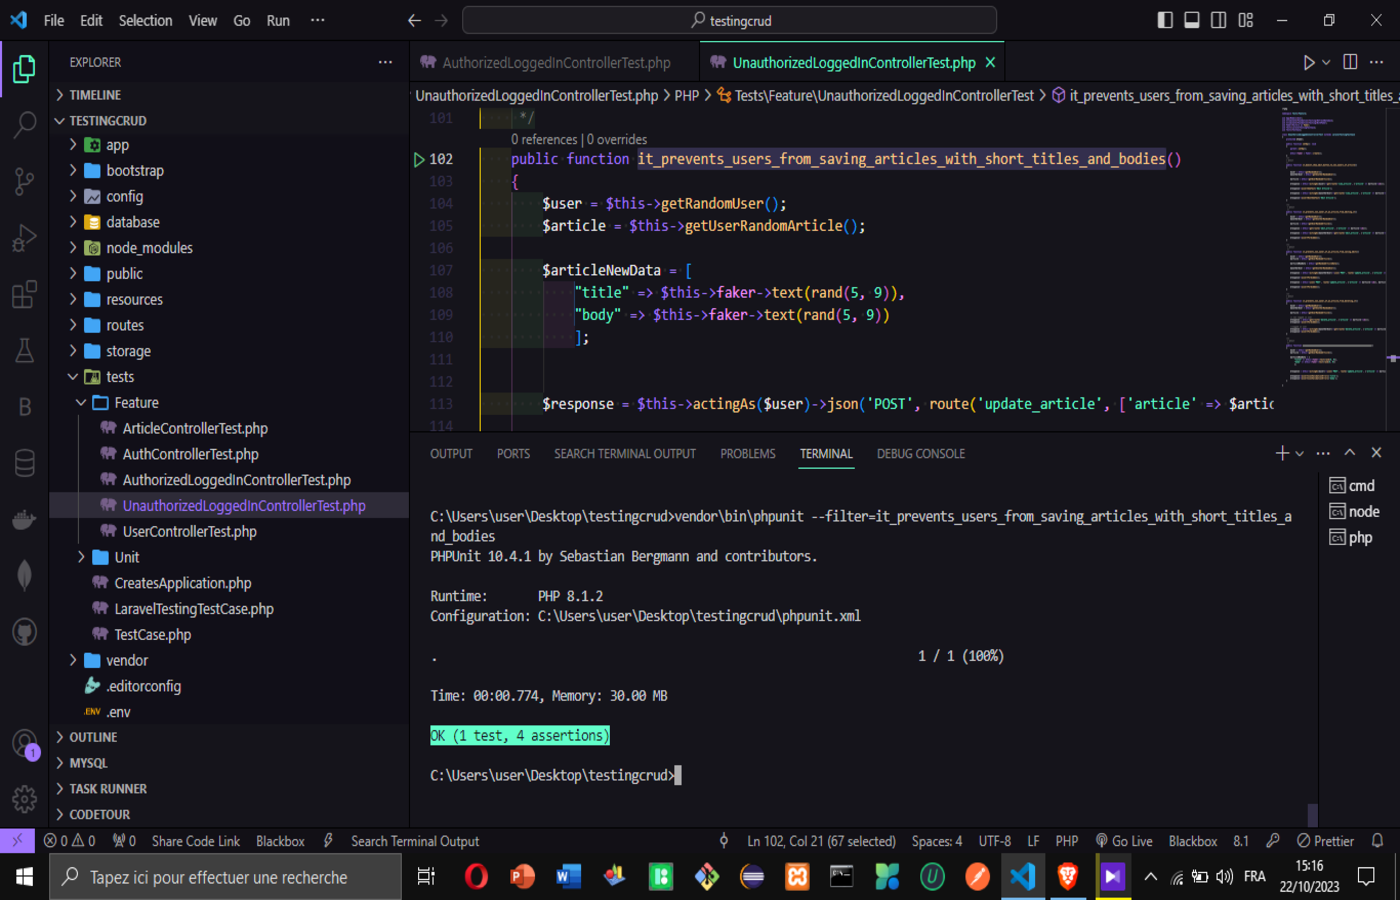 File Edit Selection View Go Run ···
testingcrud
EXPLORER
TIMELINE
TESTINGCRUD
app
bootstrap
config
database
node_modules
public
resources
routes
storage
tests
Feature
ArticleControllerTest.php
AuthControllerTest.php
AuthorizedLoggedInControllerTest.php
UnauthorizedLoggedInControllerTest.php
UserControllerTest.php
Unit
CreatesApplication.php
LaravelTestingTestCase.php
TestCase.php
vendor
.editorconfig
.ENV .env
OUTLINE
MYSQL
TASK RUNNER
CODETOUR
AuthorizedLoggedInControllerTest.php UnauthorizedLoggedInControllerTest.php
UnauthorizedLoggedInControllerTest.php > PHP > Tests\Feature\UnauthorizedLoggedInControllerTest > it_prevents_users_from_saving_articles_with_short_titles
101 */
0 references | 0 overrides
102 public function it_prevents_users_from_saving_articles_with_short_titles_and_bodies()
103 {
104 $user = $this->getRandomUser();
105 $article = $this->getUserRandomArticle();
106
107 $articleNewData = [
108 "title" => $this->faker->text(rand(5, 9)),
109 "body" => $this->faker->text(rand(5, 9))
110 ];
111
112
113 $response = $this->actingAs($user)->json('POST', route('update_article', ['article' => $artic
114
OUTPUT PORTS SEARCH TERMINAL OUTPUT PROBLEMS TERMINAL DEBUG CONSOLE
cmd
node
php
C:\Users\user\Desktop\testingcrud>vendor\bin\phpunit --filter=it_prevents_users_from_saving_articles_with_short_titles_a
nd_bodies
PHPUnit 10.4.1 by Sebastian Bergmann and contributors.
Runtime: PHP 8.1.2
Configuration: C:\Users\user\Desktop\testingcrud\phpunit.xml
. 1 / 1 (100%)
Time: 00:00.774, Memory: 30.00 MB
OK (1 test, 4 assertions)
C:\Users\user\Desktop\testingcrud>
1
0 0 0 Share Code Link Blackbox Search Terminal Output Ln 102, Col 21 (67 selected) Spaces: 4 UTF-8 LF PHP Go Live Blackbox 8.1 Prettier
Tapez ici pour effectuer une recherche
FRA
15:16
22/10/2023